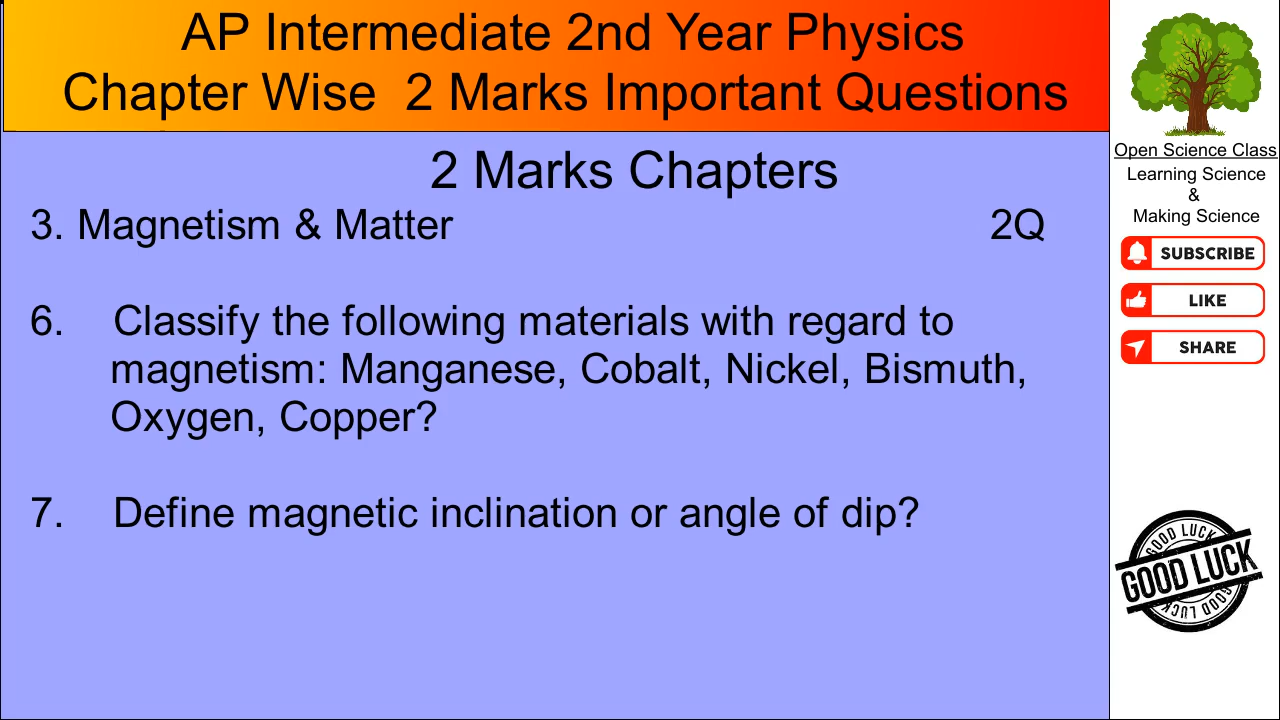 AP Intermediate 2nd Year Physics
Chapter Wise 2 Marks Important Questions
2 Marks Chapters
3. Magnetism & Matter 2Q
6. Classify the following materials with regard to
magnetism: Manganese, Cobalt, Nickel, Bismuth,
Oxygen, Copper?
7. Define magnetic inclination or angle of dip?
Open Science Class
Learning Science
&
Making Science
SUBSCRIBE
LIKE
SHARE
GOOD LUCK
GOOD LUCK
GOOD LUCK